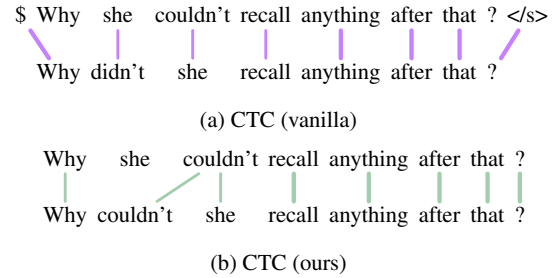 $ Why she couldn't recall anything after that ? </s>
Why didn't she recall anything after that ?
(a) CTC (vanilla)
Why she couldn't recall anything after that ?
Why couldn't she recall anything after that ?
(b) CTC (ours)